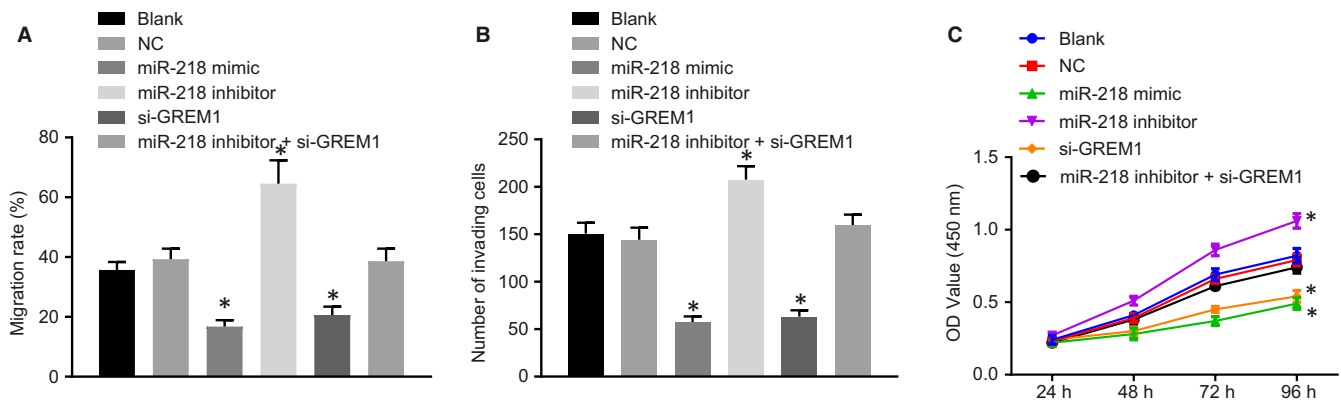 A
Blank
NC
miR-218 mimic
miR-218 inhibitor
si-GREM1
miR-218 inhibitor + si-GREM1
Migration rate (%)
80
60
40
20
0
*
*
*
B
Blank
NC
miR-218 mimic
miR-218 inhibitor
si-GREM1
miR-218 inhibitor + si-GREM1
Number of invading cells
250
200
150
100
50
0
*
*
*
C
Blank
NC
miR-218 mimic
miR-218 inhibitor
si-GREM1
miR-218 inhibitor + si-GREM1
OD Value (450 nm)
1.5
1.0
0.5
0.0
*
*
*
24 h 48 h 72 h 96 h